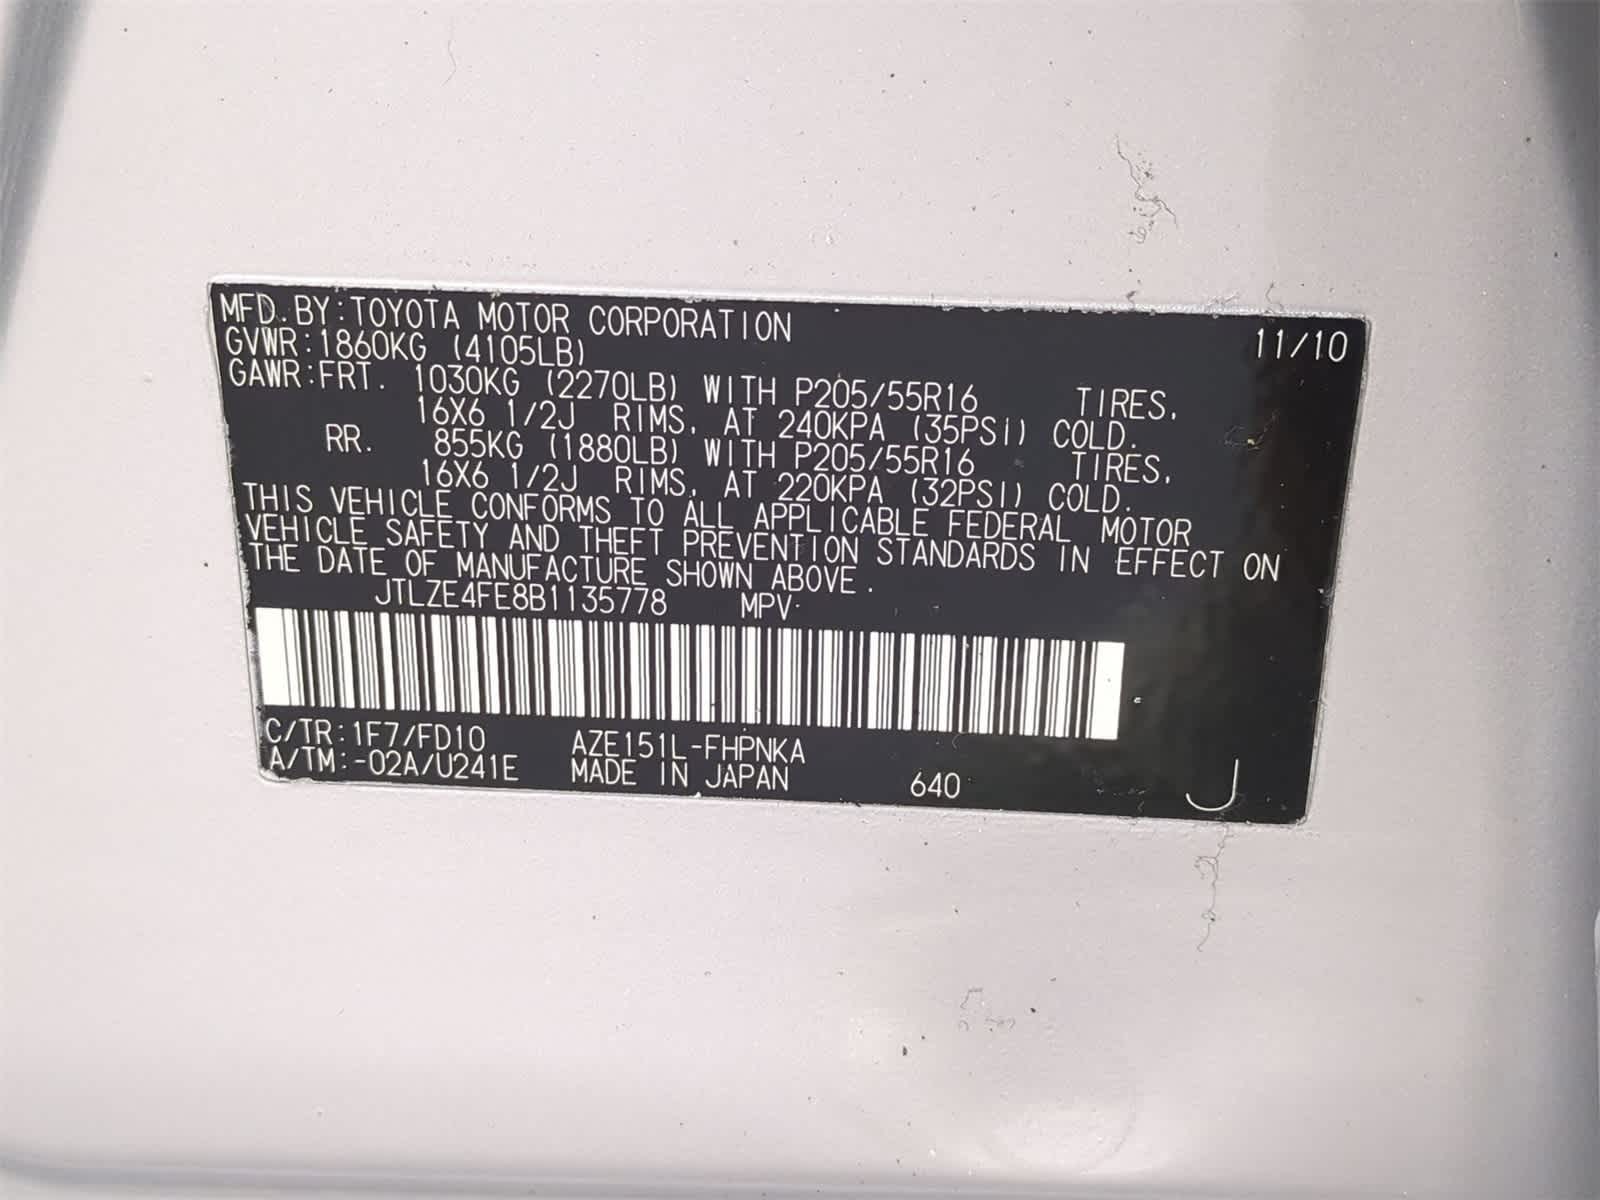 MFD. BY: TOYOTA MOTOR CORPORATION 11/10
GVWR: 1860KG (4105LB)
GAWR: FRT. 1030KG (2270LB) WITH P205/55R16 TIRES,
16X6 1/2J RIMS, AT 240KPA (35PSI) COLD.
RR. 855KG (1880LB) WITH P205/55R16 TIRES,
16X6 1/2J RIMS, AT 220KPA (32PSI) COLD.
THIS VEHICLE CONFORMS TO ALL APPLICABLE FEDERAL MOTOR
VEHICLE SAFETY AND THEFT PREVENTION STANDARDS IN EFFECT ON
THE DATE OF MANUFACTURE SHOWN ABOVE.
JTLZE4FE8B1135778 MPV
C/TR: 1F7/FD10 AZE151L-FHPNKA
A/TM: -02A/U241E MADE IN JAPAN 640 J